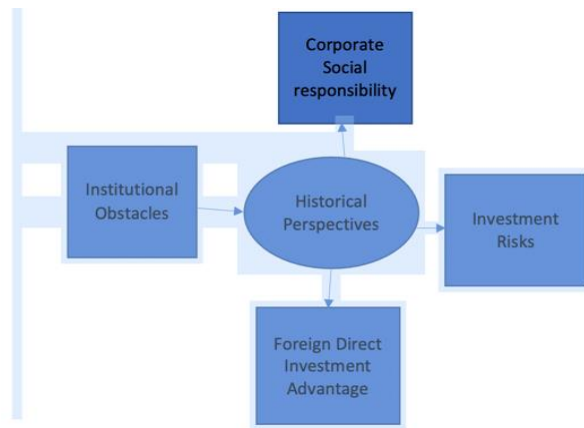 Corporate
Social
responsibility
Institutional
Obstacles
Historical
Perspectives
Investment
Risks
Foreign Direct
Investment
Advantage